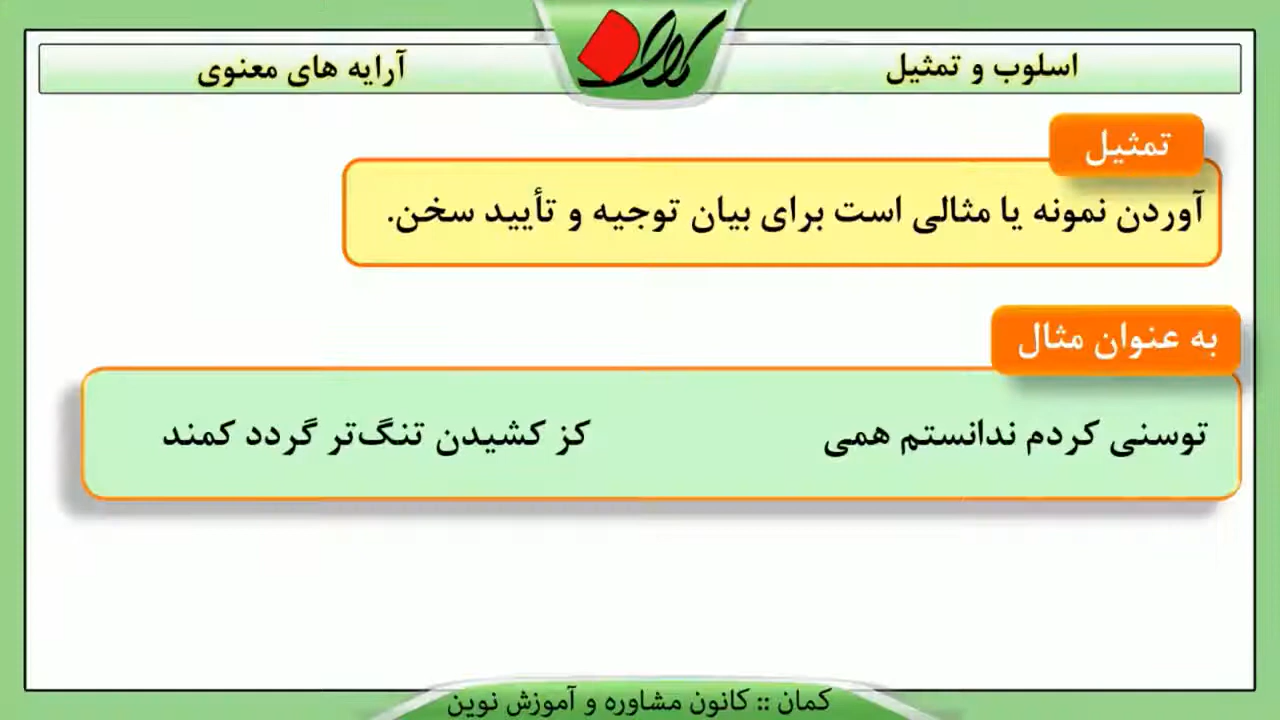 اسلوب و تمثیل
کمان
آرایه های معنوی
تمثیل
آوردن نمونه یا مثالی است برای بیان توجیه و تأیید سخن.
به عنوان مثال
توسنی کردم ندانستم همی کز کشیدن تنگ‌تر گردد کمند
کمان :: کانون مشاوره و آموزش نوین